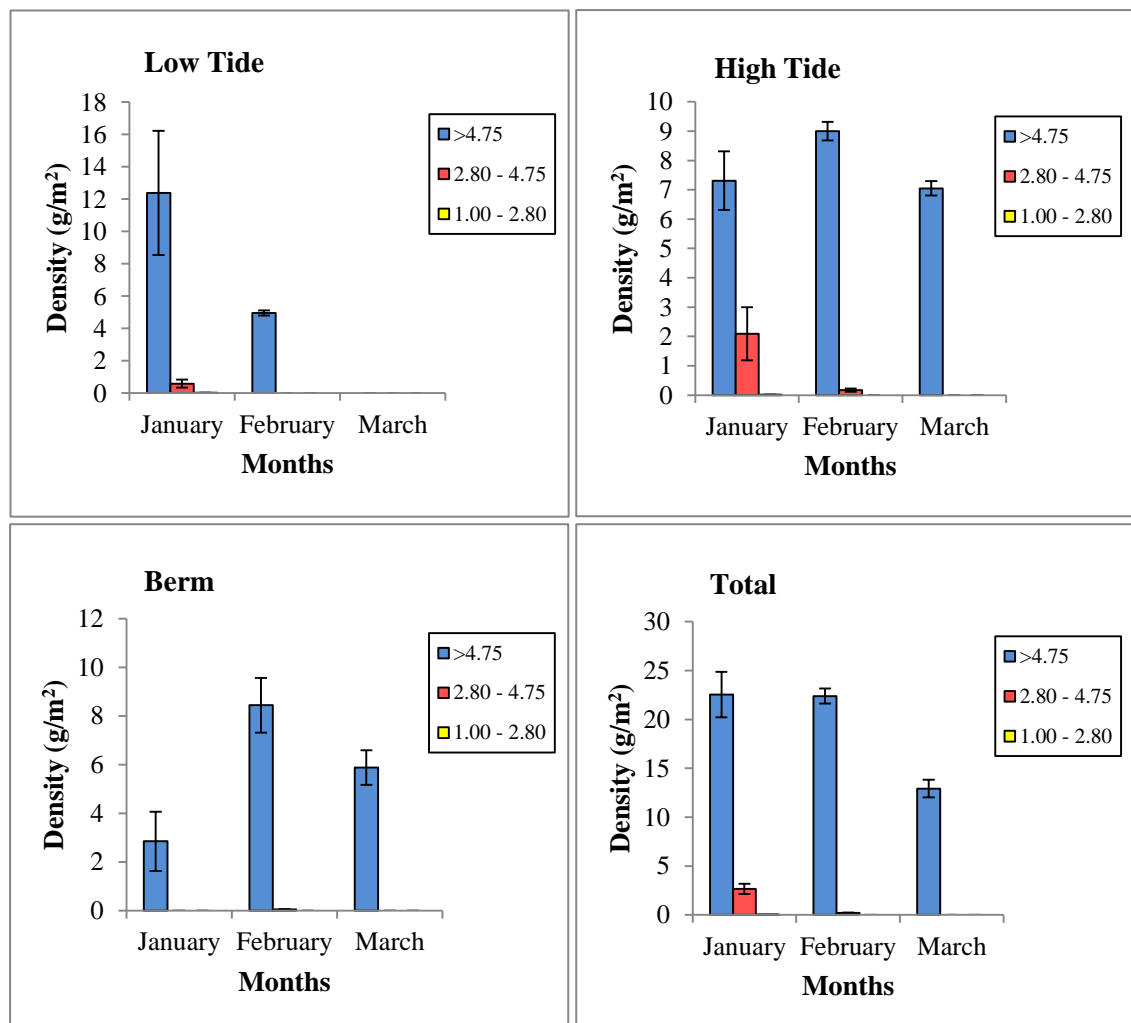 Low Tide
Density (g/m²)
18
16
14
12
10
8
6
4
2
0
January February March
Months
>4.75
2.80 - 4.75
1.00 - 2.80
High Tide
Density (g/m²)
10
9
8
7
6
5
4
3
2
1
0
January February March
Months
>4.75
2.80 - 4.75
1.00 - 2.80
Berm
Density (g/m²)
12
10
8
6
4
2
0
January February March
Months
>4.75
2.80 - 4.75
1.00 - 2.80
Total
Density (g/m²)
30
25
20
15
10
5
0
January February March
Months
>4.75
2.80 - 4.75
1.00 - 2.80